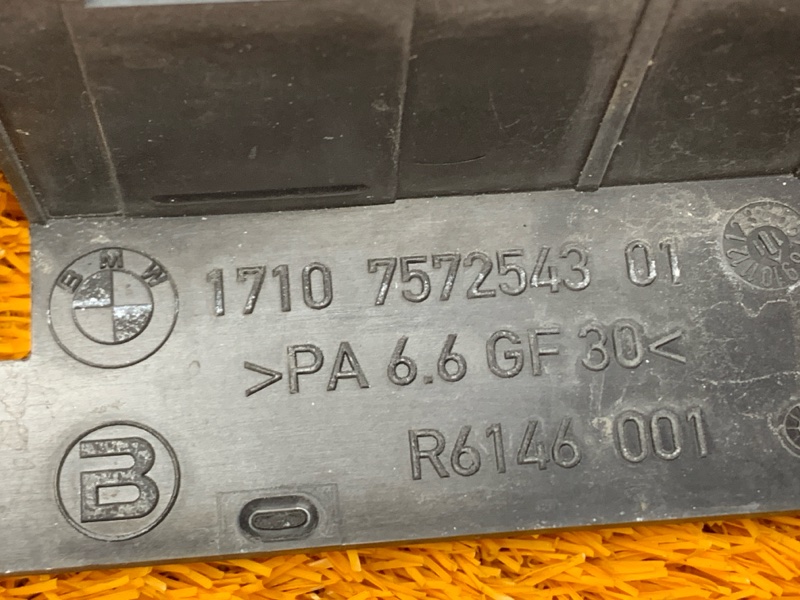 BMW
1710 7572543 01
>PA 6.6 GF 30<
B
R6146 001